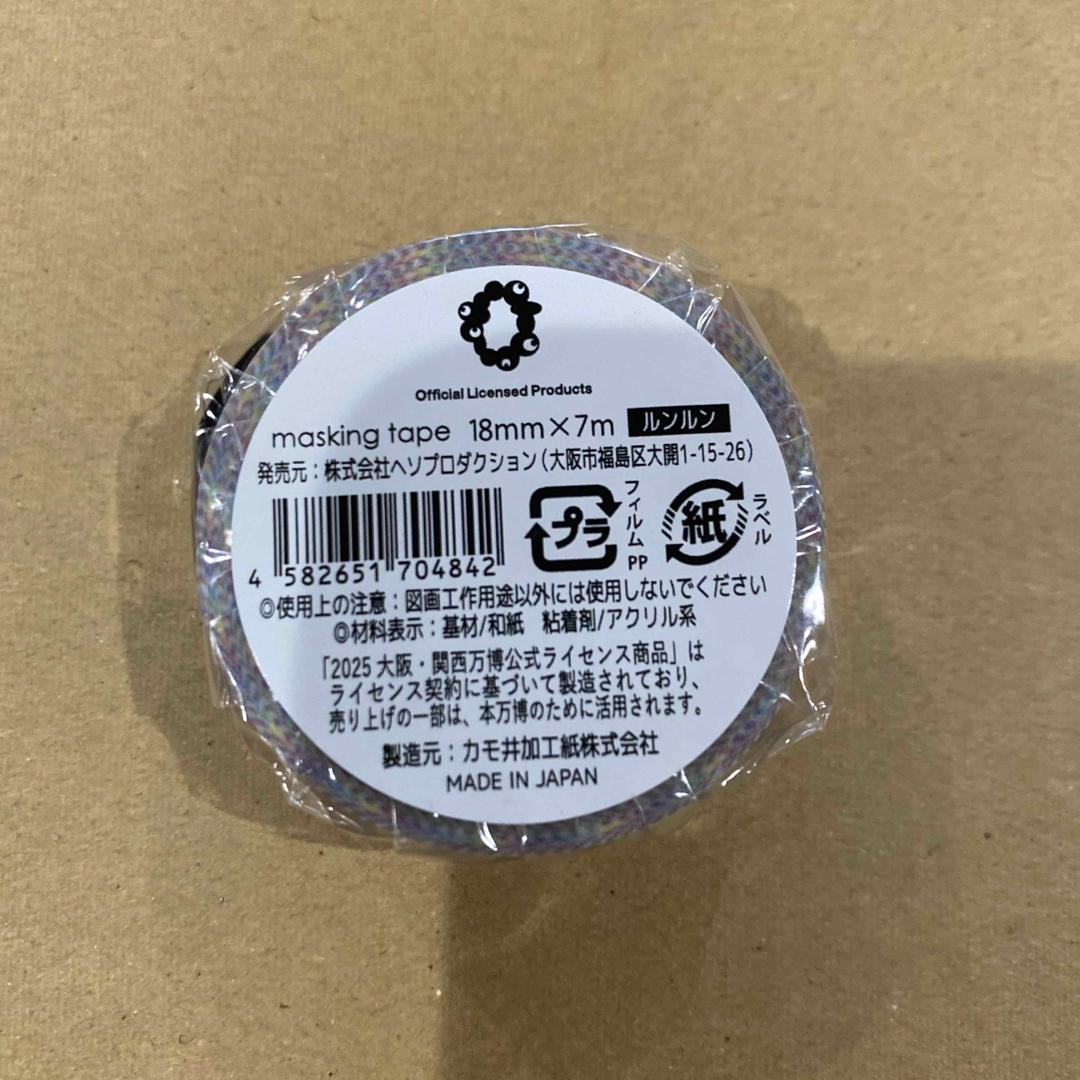 Official Licensed Products
masking tape 18mm×7m ルンルン
発売元：株式会社ヘソプロダクション（大阪市福島区大開1-15-26）
4 582651 704842
プラ フィルム PP
紙 ラベル
◎使用上の注意：図画工作用途以外には使用しないでください
◎材料表示：基材/和紙　粘着剤/アクリル系
「2025 大阪・関西万博公式ライセンス商品」は
ライセンス契約に基づいて製造されており、
売り上げの一部は、本万博のために活用されます。
製造元：カモ井加工紙株式会社
MADE IN JAPAN